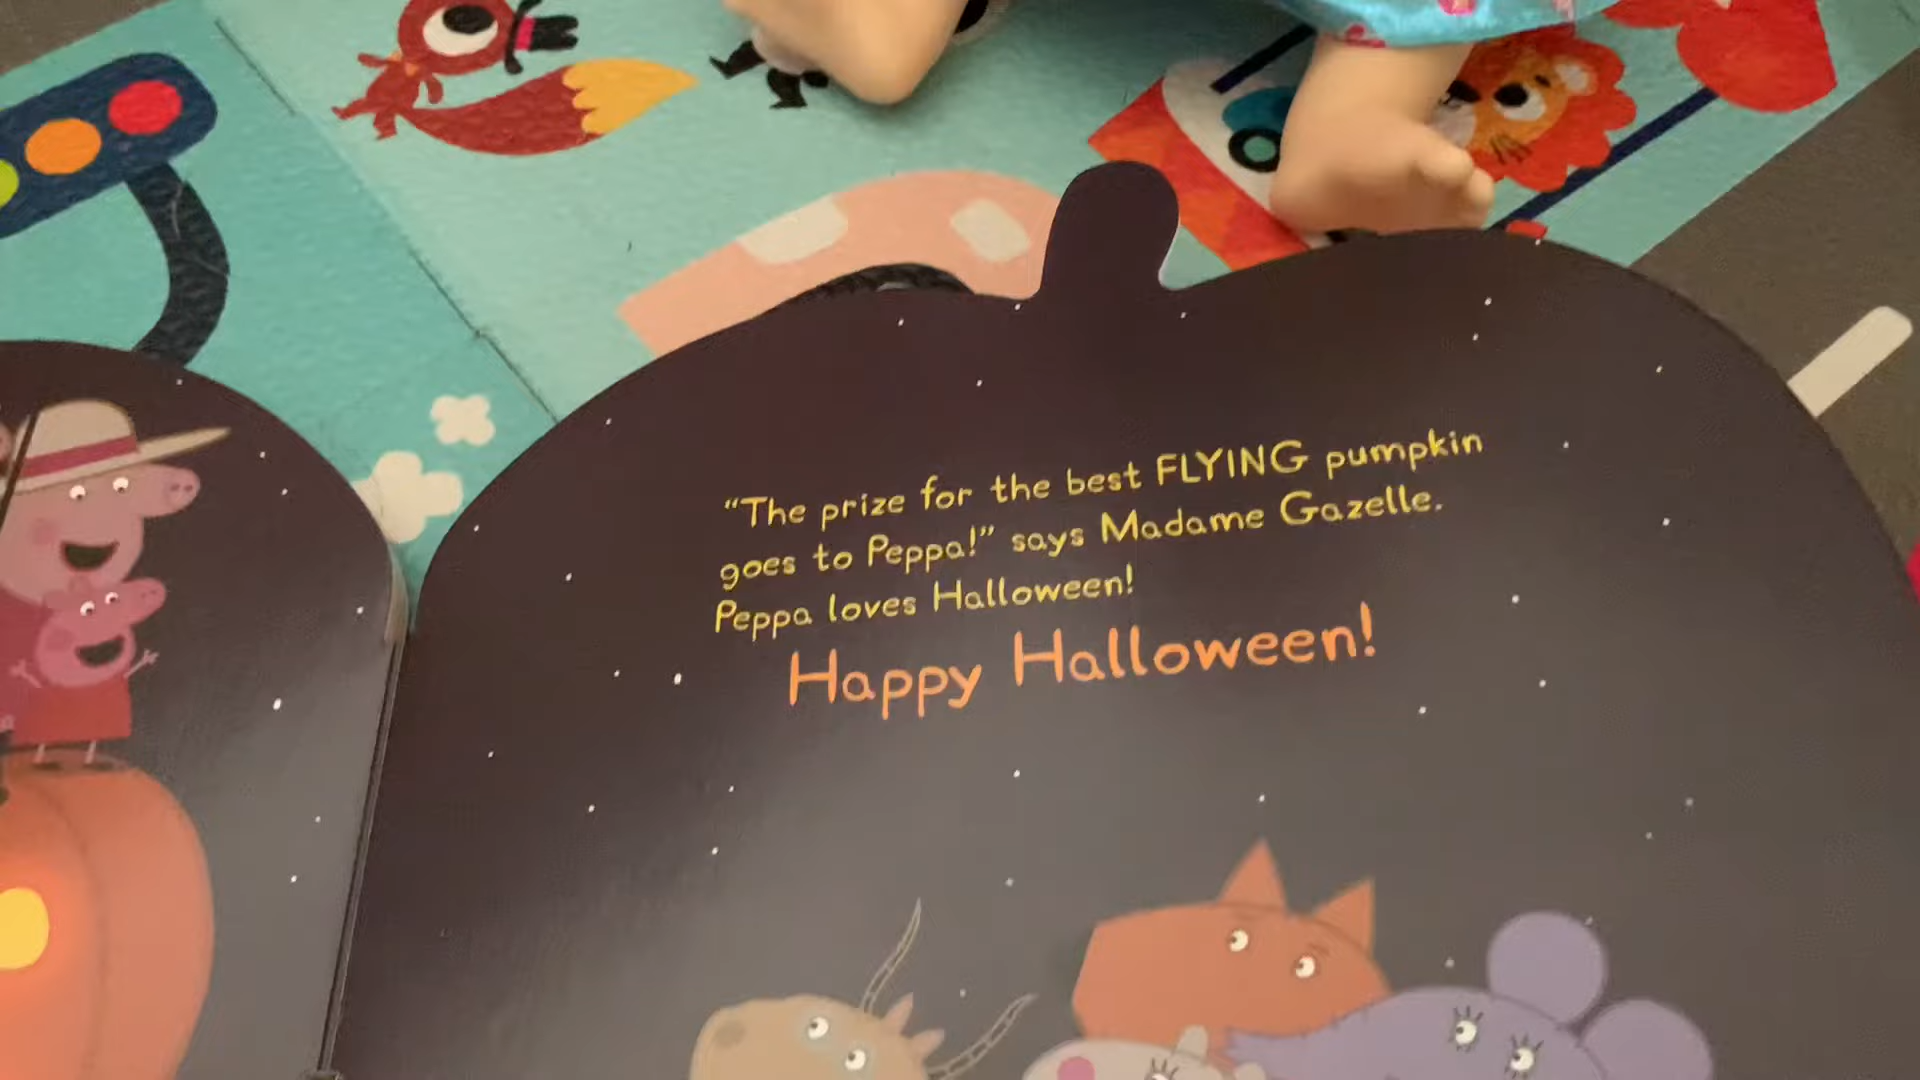 “The prize for the best FLYING pumpkin
goes to Peppa!” says Madame Gazelle.
Peppa loves Halloween!
Happy Halloween!